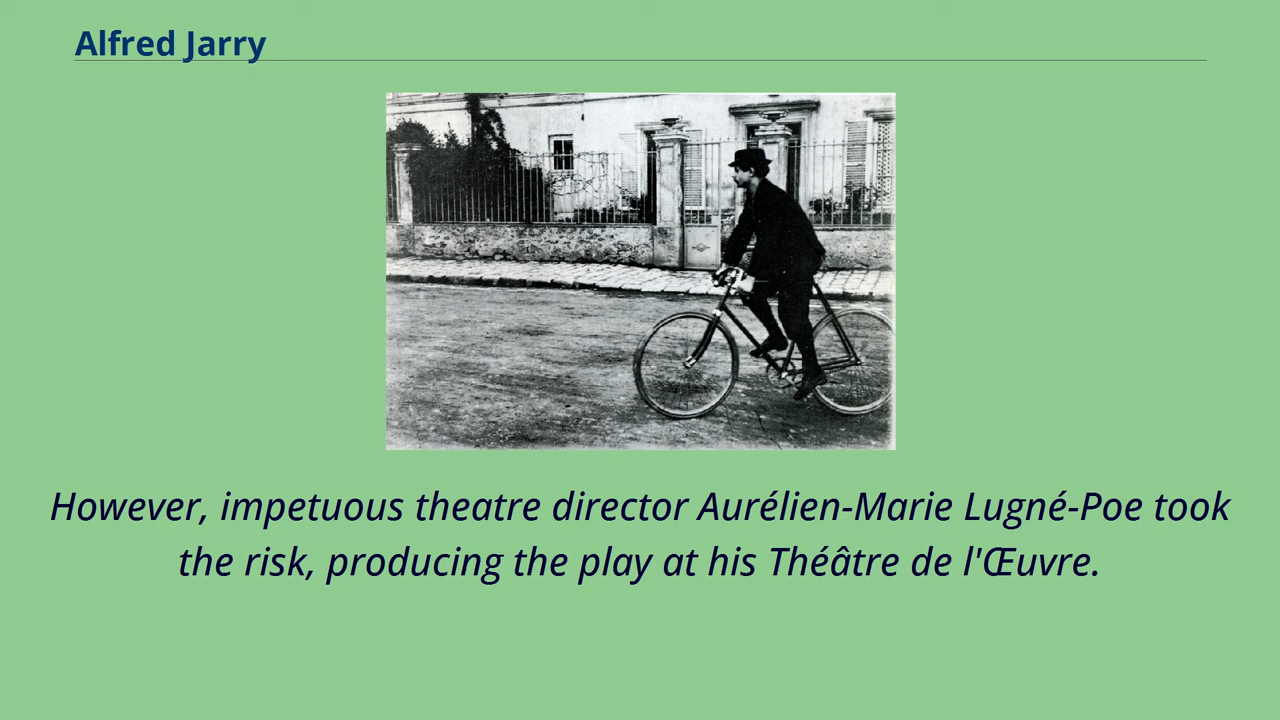 Alfred Jarry
However, impetuous theatre director Aurélien-Marie Lugné-Poe took
the risk, producing the play at his Théâtre de l'Œuvre.